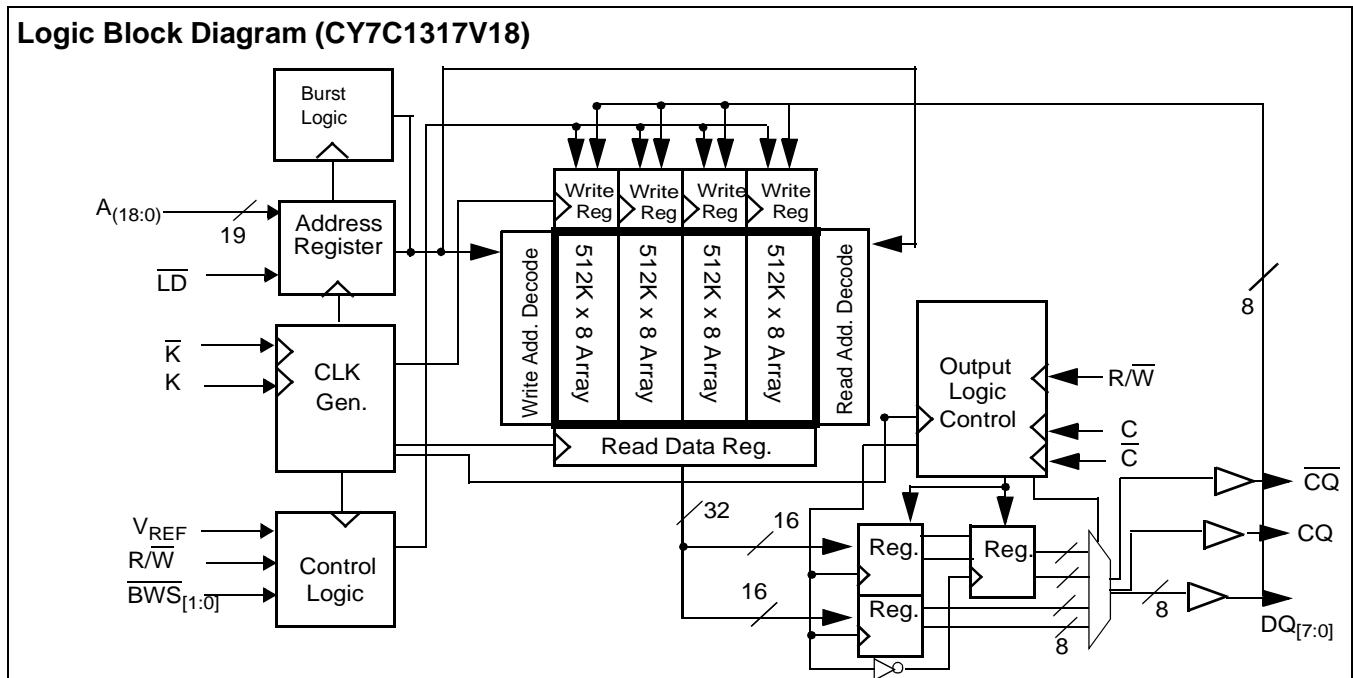 Logic Block Diagram (CY7C1317V18)
Burst
Logic
A(18:0)
19
Address
Register
L̅D̅
K̅
K
CLK
Gen.
VREF
R/W̅
B̅W̅S̅[1:0]
Control
Logic
Write
Reg
Write
Reg
Write
Reg
Write
Reg
Write Add. Decode
512K x 8 Array
512K x 8 Array
512K x 8 Array
512K x 8 Array
Read Add. Decode
Read Data Reg.
8
Output
Logic
Control
R/W̅
C
C̅
32
16
16
Reg.
Reg.
Reg.
8
8
C̅Q̅
CQ
DQ[7:0]